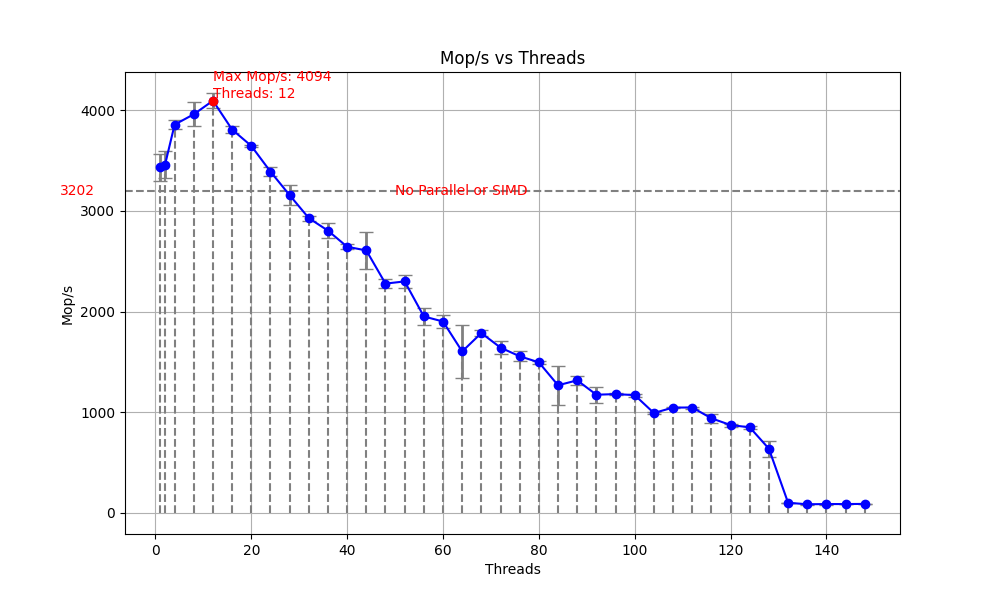 Mop/s vs Threads
Max Mop/s: 4094
Threads: 12
4000
3202
No Parallel or SIMD
3000
Mop/s
2000
1000
0
0 20 40 60 80 100 120 140
Threads